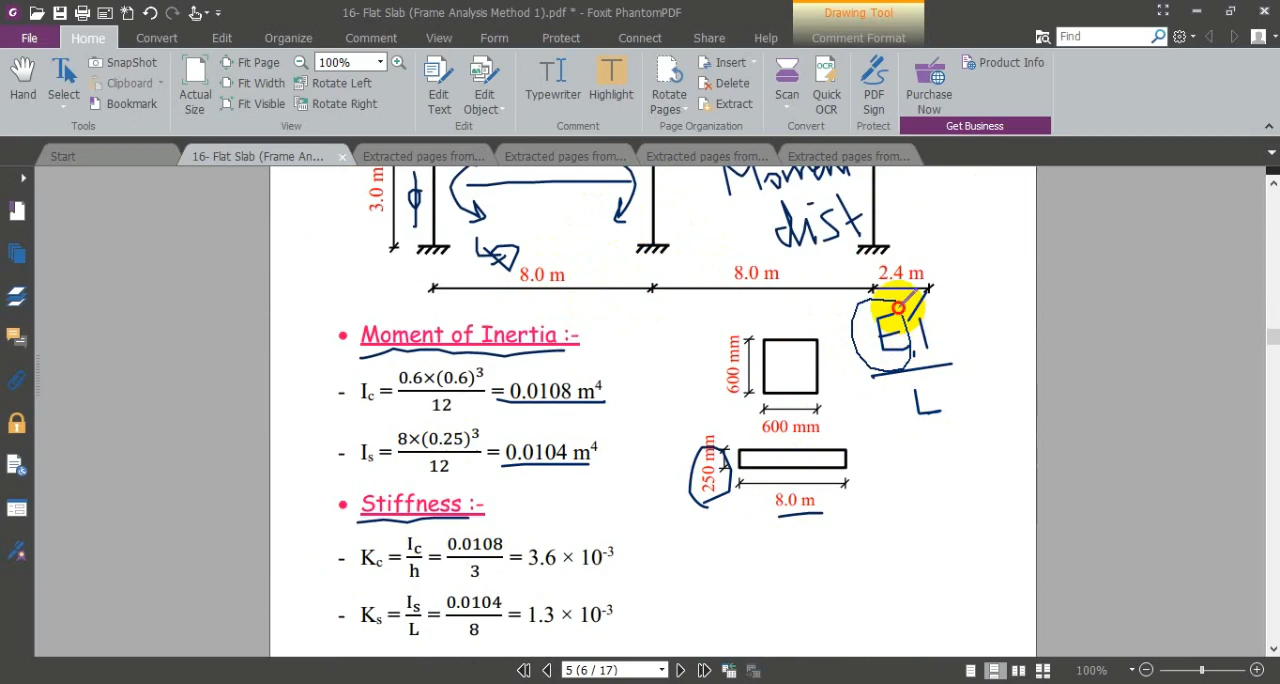 16- Flat Slab (Frame Analysis Method 1).pdf * - Foxit PhantomPDF
Drawing Tool
File Home Convert Edit Organize Comment View Form Protect Connect Share Help Comment Format Find
Hand Select SnapShot Clipboard Bookmark
Actual Size Fit Page Fit Width Fit Visible 100% Rotate Left Rotate Right
Edit Text Edit Object Typewriter Highlight
Rotate Pages Insert Delete Extract
Scan Quick OCR PDF Sign Purchase Now Product Info
Tools View Edit Comment Page Organization Convert Protect Get Business
Start 16- Flat Slab (Frame An... Extracted pages from... Extracted pages from... Extracted pages from... Extracted pages from...
3.0 m
Moment
dist
8.0 m 8.0 m 2.4 m
E.I
L
• Moment of Inertia :-
- Ic = 0.6×(0.6)³ / 12 = 0.0108 m⁴
600 mm
600 mm
- Is = 8×(0.25)³ / 12 = 0.0104 m⁴
250 mm
8.0 m
• Stiffness :-
- Kc = Ic / h = 0.0108 / 3 = 3.6 × 10⁻³
- Ks = Is / L = 0.0104 / 8 = 1.3 × 10⁻³
5 (6 / 17) 100%